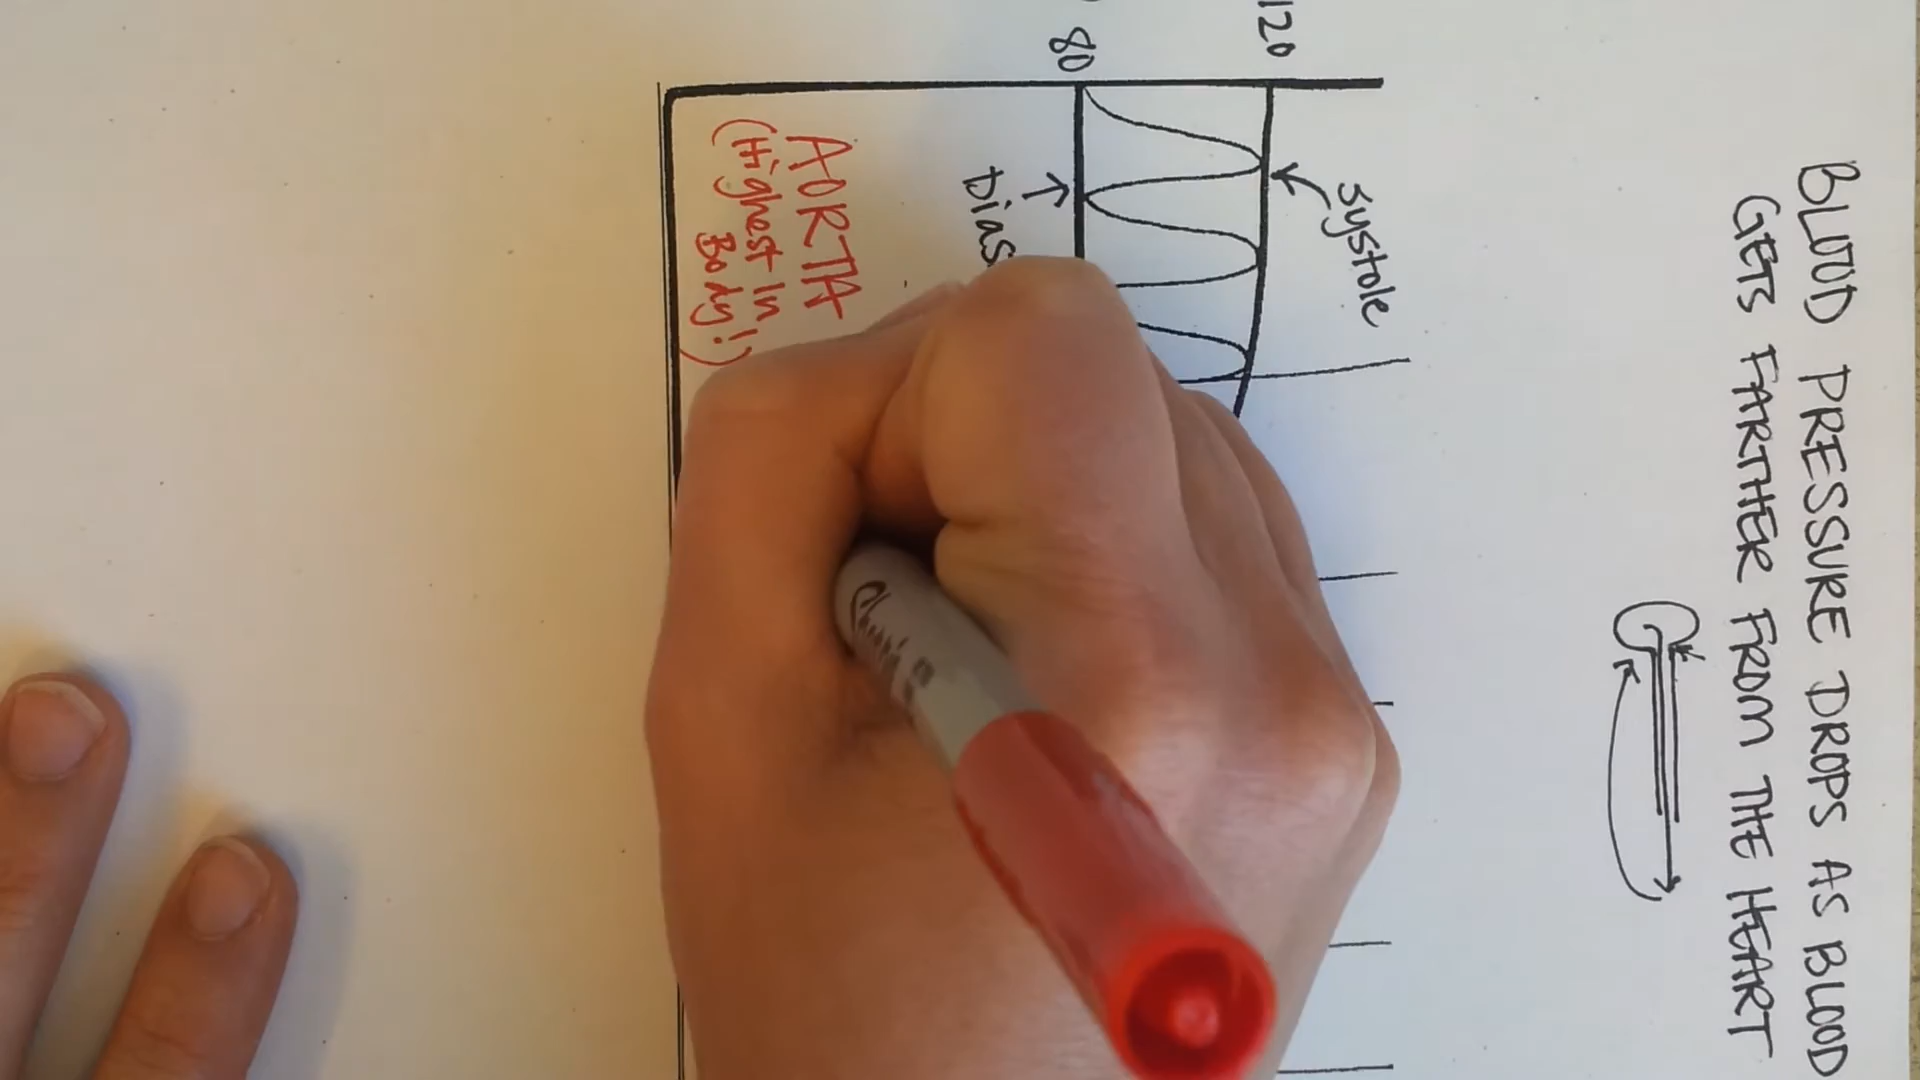 BLOOD PRESSURE DROPS AS BLOOD
GETS FARTHER FROM THE HEART
systole
120
80
AORTA
(Highest In
Body!)